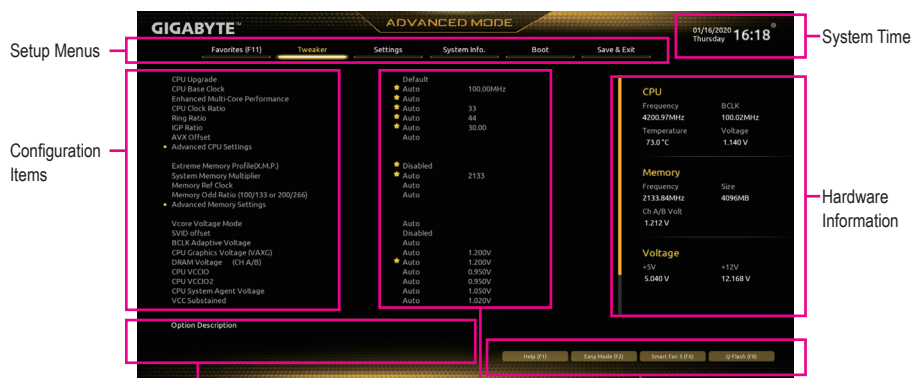 GIGABYTE™
ADVANCED MODE
01/16/2020
Thursday
16:18
System Time
Setup Menus
Favorites (F11) Tweaker Settings System Info. Boot Save & Exit
Configuration
Items
CPU Upgrade Default
CPU Base Clock Auto 100.00MHz
Enhanced Multi-Core Performance Auto
CPU Clock Ratio Auto 33
Ring Ratio Auto 44
IGP Ratio Auto 30.00
AVX Offset Auto
Advanced CPU Settings
Extreme Memory Profile(X.M.P.) Disabled
System Memory Multiplier Auto 2133
Memory Ref Clock Auto
Memory Odd Ratio (100/133 or 200/266) Auto
Advanced Memory Settings
Vcore Voltage Mode Auto
SVID offset Disabled
BCLK Adaptive Voltage Auto
CPU Graphics Voltage (VAXG) Auto 1.200V
DRAM Voltage (CH A/B) Auto 1.200V
CPU VCCIO Auto 0.950V
CPU VCCIO2 Auto 0.950V
CPU System Agent Voltage Auto 1.050V
VCC Substained Auto 1.020V
CPU
Frequency BCLK
4200.97MHz 100.02MHz
Temperature Voltage
73.0°C 1.140 V
Memory
Frequency Size
2133.84MHz 4096MB
Ch A/B Volt
1.212 V
Voltage
+5V +12V
5.040 V 12.168 V
Hardware
Information
Option Description
Help (F1) Easy Mode (F2) Smart Fan 5 (F6) Q-Flash (F8)